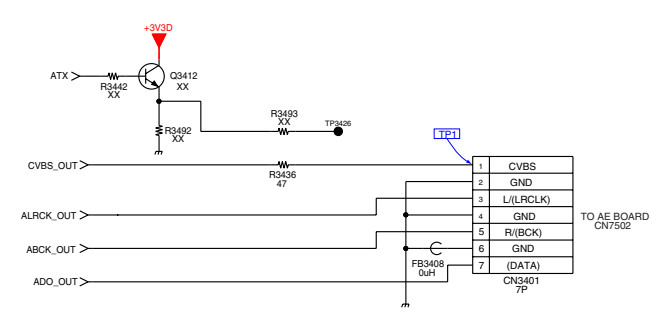 +3V3D
ATX
R3442
XX
Q3412
XX
R3492
XX
R3493
XX
TP3426
TP1
CVBS_OUT
R3436
47
1 CVBS
2 GND
3 L/(LRCLK)
ALRCK_OUT
4 GND
TO AE BOARD
CN7502
5 R/(BCK)
ABCK_OUT
6 GND
FB3408
0uH
7 (DATA)
ADO_OUT
CN3401
7P